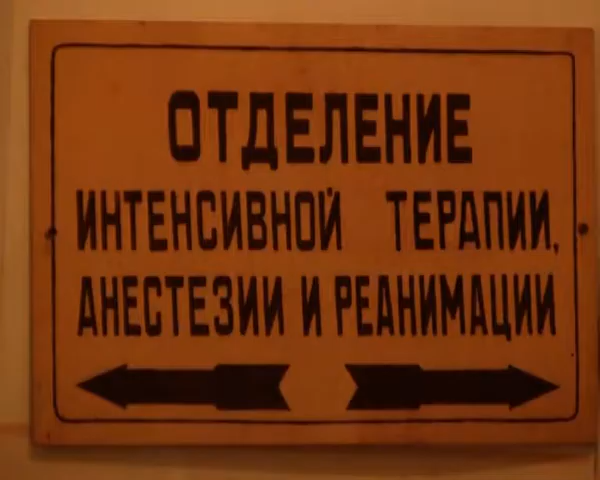 ОТДЕЛЕНИЕ
ИНТЕНСИВНОЙ ТЕРАПИИ,
АНЕСТЕЗИИ И РЕАНИМАЦИИ